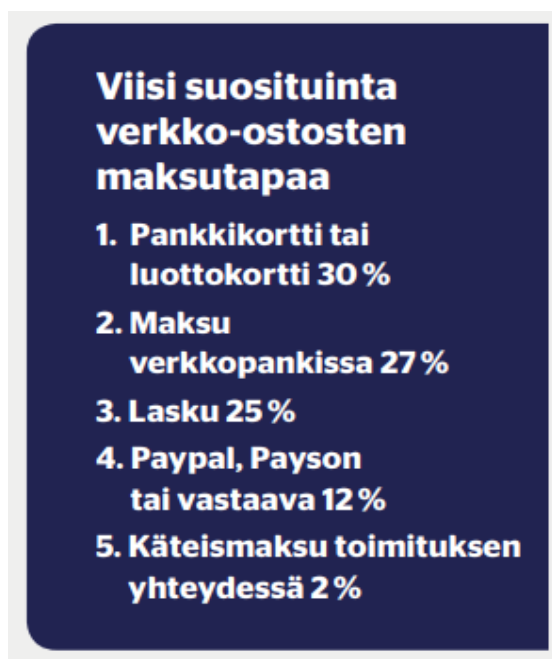 Viisi suosituinta
verkko-ostosten
maksutapaa
1. Pankkikortti tai
luottokortti 30 %
2. Maksu
verkkopankissa 27 %
3. Lasku 25 %
4. Paypal, Payson
tai vastaava 12 %
5. Käteismaksu toimituksen
yhteydessä 2 %